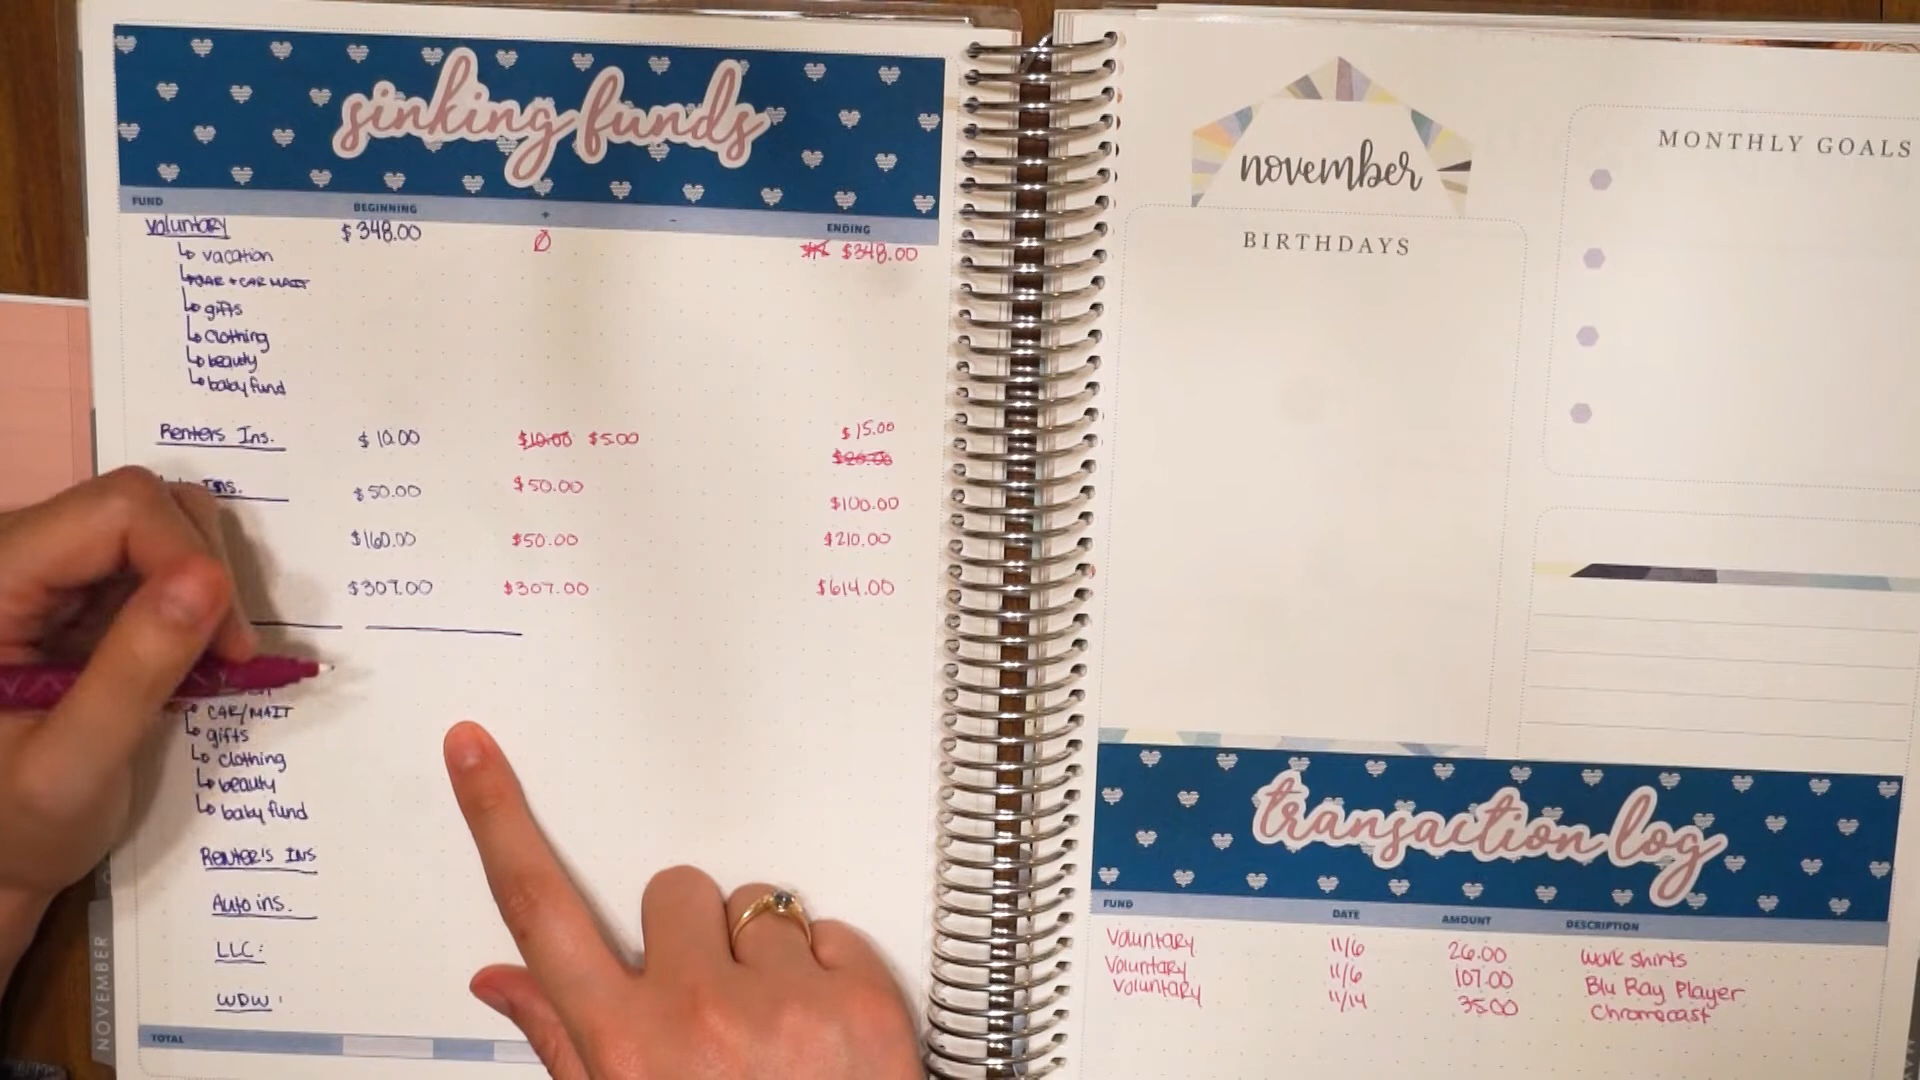 sinking funds
FUND BEGINNING + - ENDING
Voluntary $348.00 Ø $348.00
↳ vacation
↳ CAR + CAR MAIT
↳ gifts
↳ Clothing
↳ beauty
↳ baby fund
Renters Ins. $10.00 $10.00 $5.00 $15.00
$20.00
Ins. $50.00 $50.00 $100.00
$160.00 $50.00 $210.00
$307.00 $307.00 $614.00
CAR/MAIT
↳ gifts
↳ clothing
↳ beauty
↳ baby fund
RENTER'S INS
Auto ins.
LLC:
WDW:
TOTAL
NOVEMBER
november
MONTHLY GOALS
BIRTHDAYS
transaction log
FUND DATE AMOUNT DESCRIPTION
Voluntary 11/6 26.00 Work shirts
Voluntary 11/6 107.00 Blu Ray Player
Voluntary 11/14 35.00 Chromecast